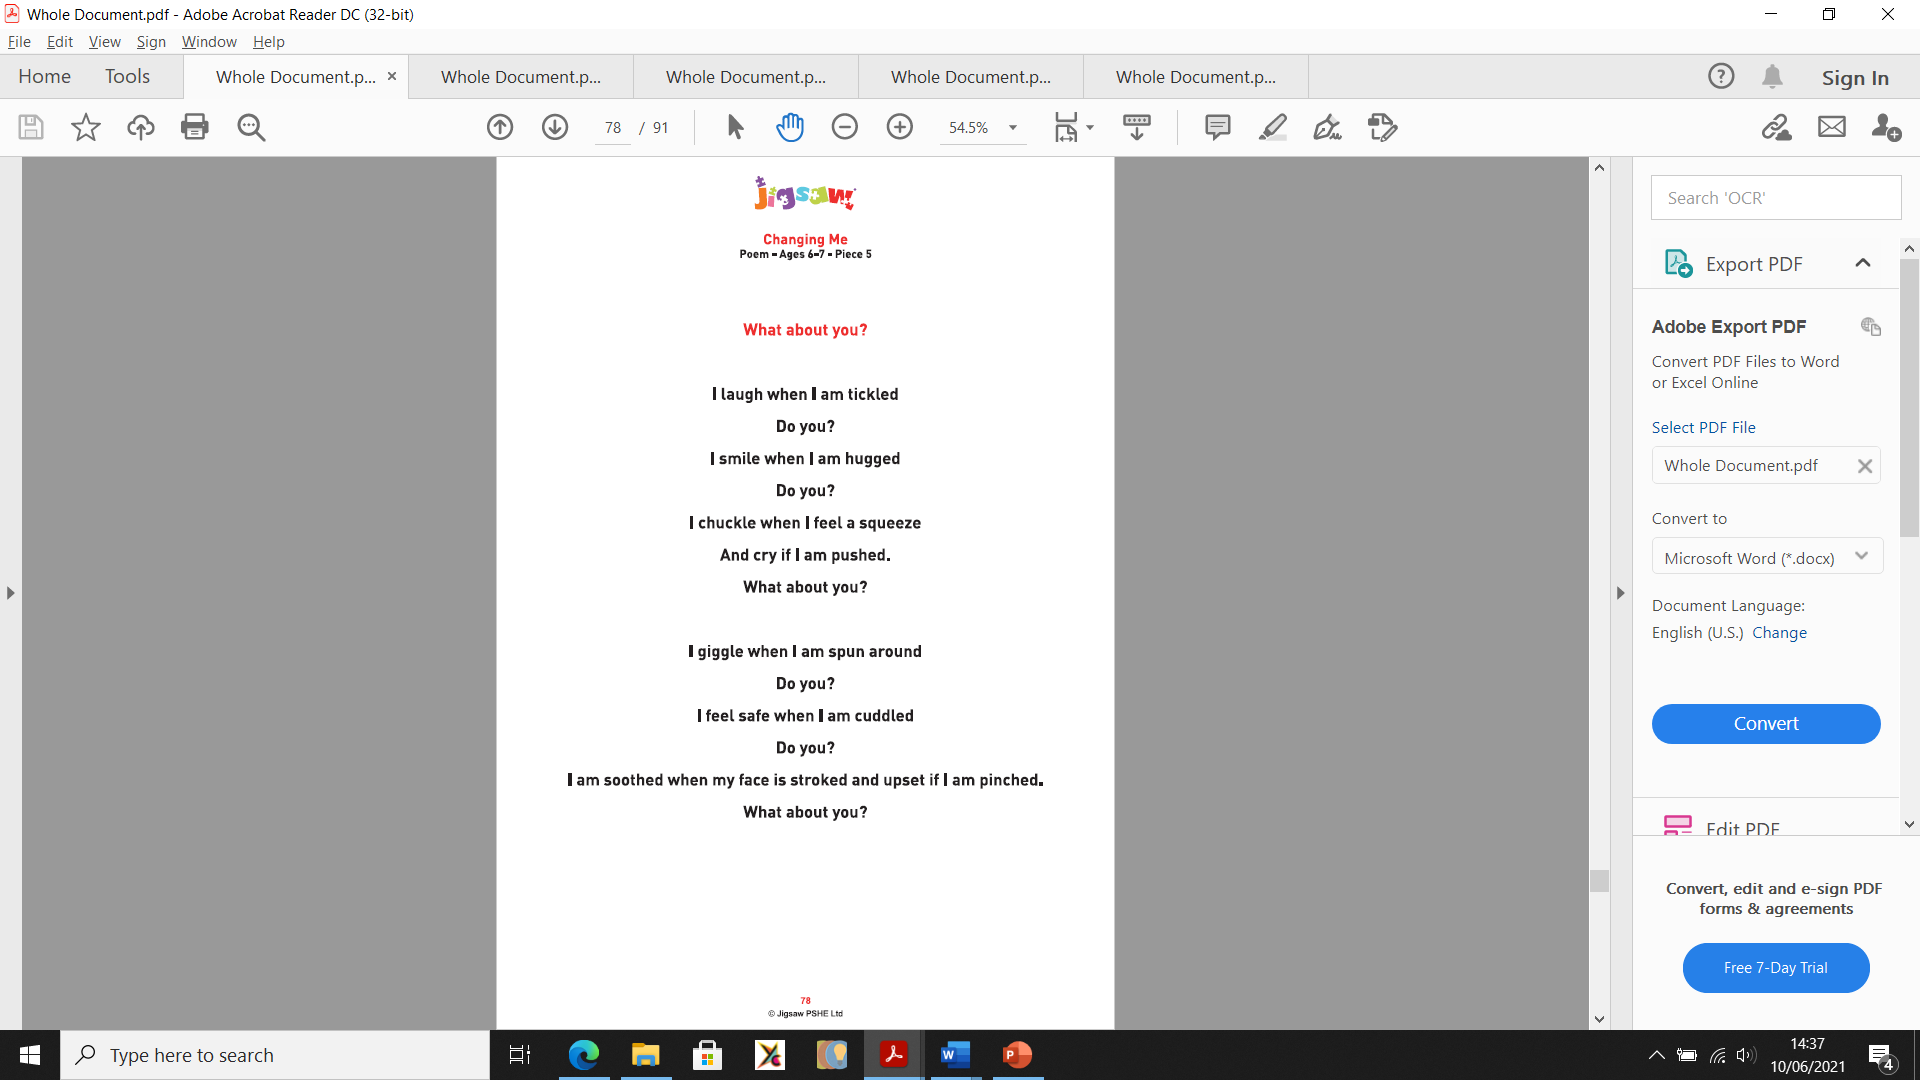 Whole Document.pdf - Adobe Acrobat Reader DC (32-bit)
File Edit View Sign Window Help
Home Tools Whole Document.p... × Whole Document.p... Whole Document.p... Whole Document.p... Whole Document.p... Sign In
78 / 91 54.5%
Jigsaw
Changing Me
Poem - Ages 6-7 - Piece 5
What about you?
I laugh when I am tickled
Do you?
I smile when I am hugged
Do you?
I chuckle when I feel a squeeze
And cry if I am pushed.
What about you?
I giggle when I am spun around
Do you?
I feel safe when I am cuddled
Do you?
I am soothed when my face is stroked and upset if I am pinched.
What about you?
78
© Jigsaw PSHE Ltd
Search 'OCR'
Export PDF
Adobe Export PDF
Convert PDF Files to Word
or Excel Online
Select PDF File
Whole Document.pdf
Convert to
Microsoft Word (*.docx)
Document Language:
English (U.S.) Change
Convert
Edit PDF
Convert, edit and e-sign PDF
forms & agreements
Free 7-Day Trial
Type here to search
14:37
10/06/2021
4